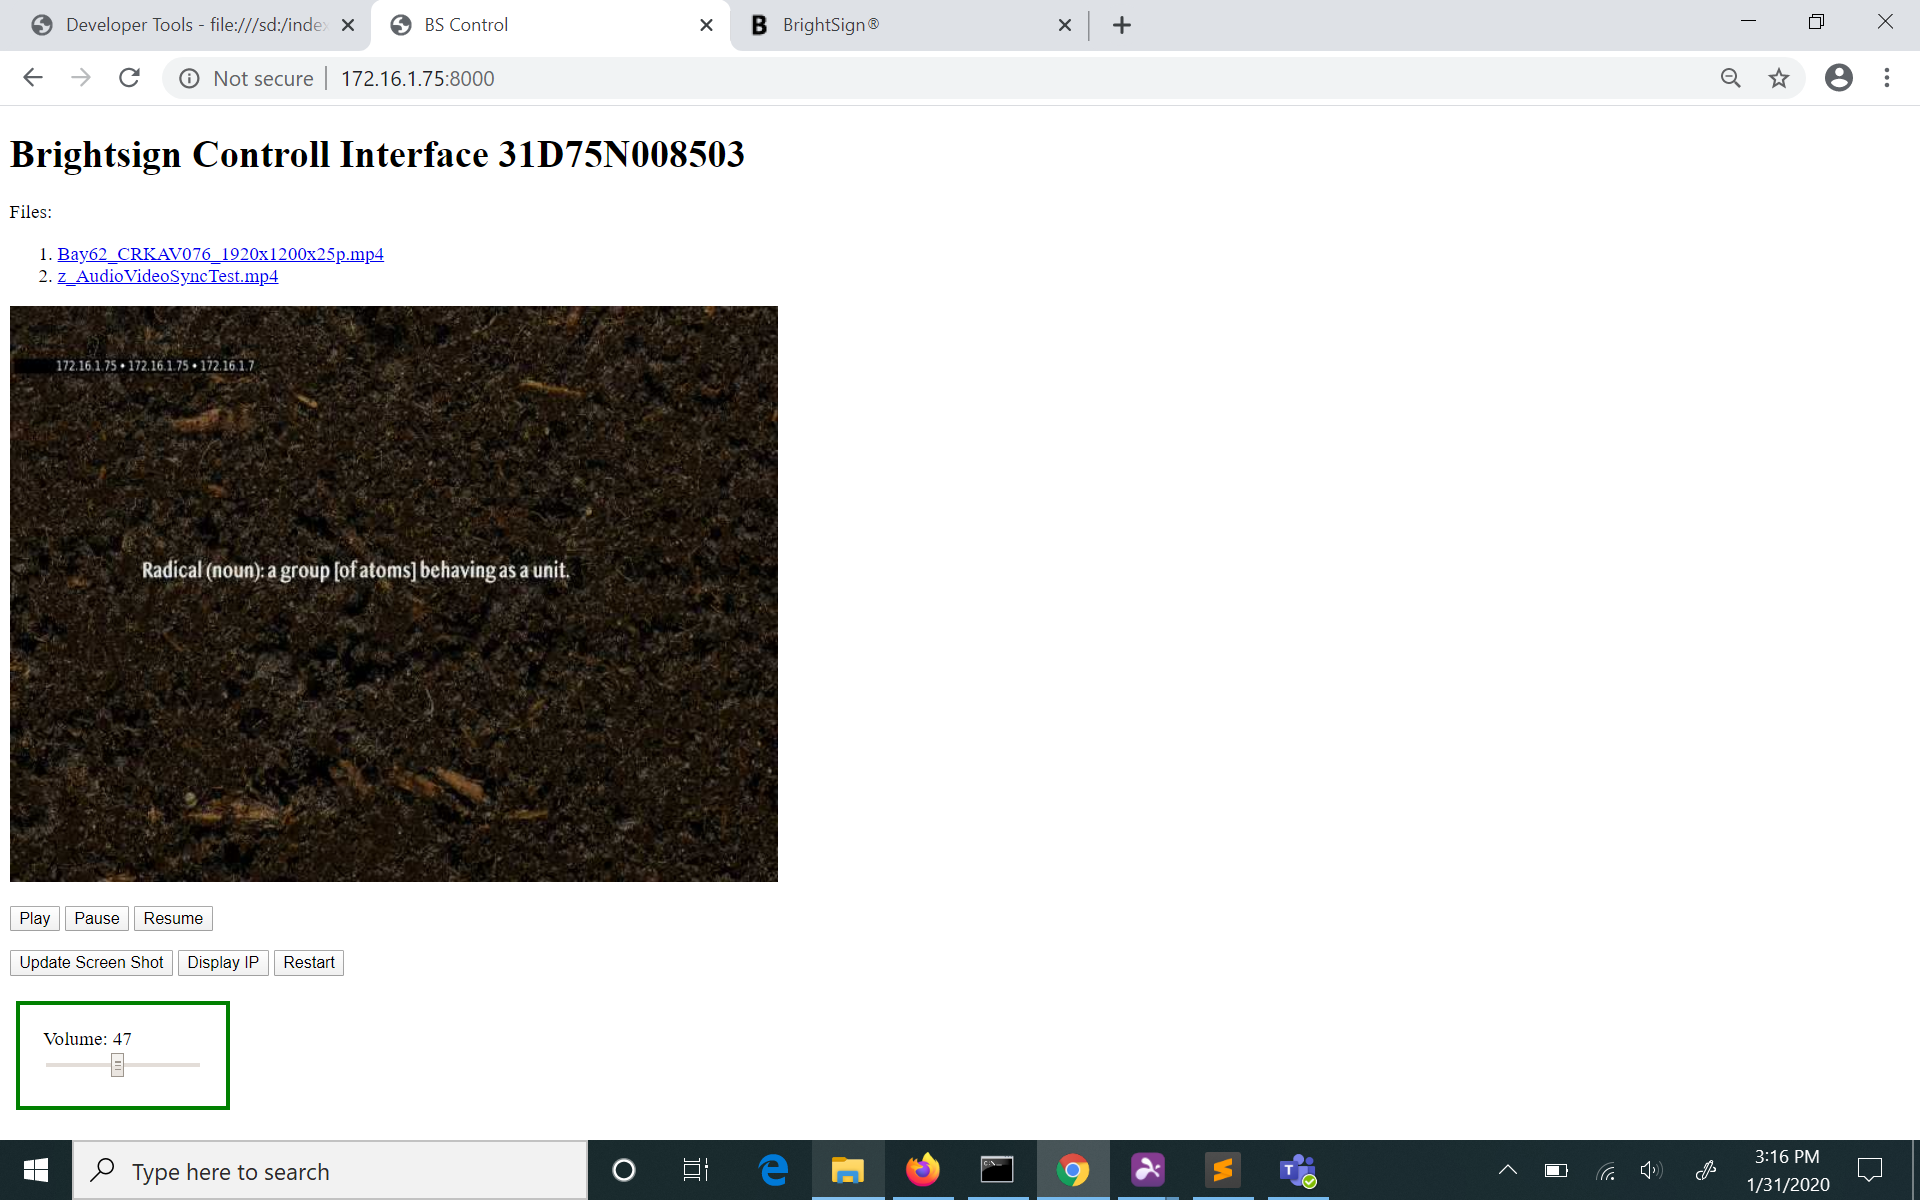 Developer Tools - file:///sd:/index
BS Control
BrightSign®
Not secure
172.16.1.75:8000
Brightsign Controll Interface 31D75N008503
Files:
1. Bay62_CRKAV076_1920x1200x25p.mp4
2. z_AudioVideoSyncTest.mp4
172.16.1.75 • 172.16.1.75 • 172.16.1.7
Radical (noun): a group [of atoms] behaving as a unit.
Play Pause Resume
Update Screen Shot Display IP Restart
Volume: 47
Type here to search
3:16 PM
1/31/2020